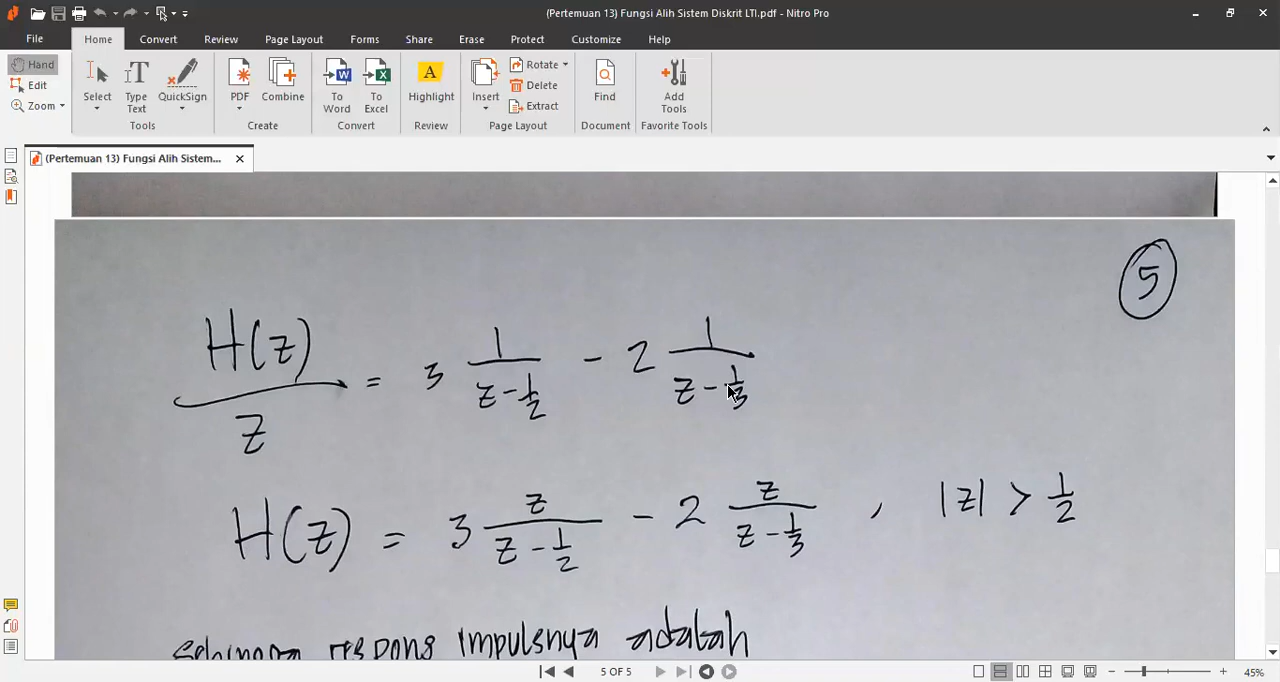 (Pertemuan 13) Fungsi Alih Sistem Diskrit LTI.pdf - Nitro Pro
File Home Convert Review Page Layout Forms Share Erase Protect Customize Help
Hand
Edit
Zoom
Select
Type Text
QuickSign
Tools
PDF
Combine
Create
To Word
To Excel
Convert
Highlight
Review
Insert
Rotate
Delete
Extract
Page Layout
Find
Document
Add Tools
Favorite Tools
(Pertemuan 13) Fungsi Alih Sistem...
5
H(z)/z = 3 1/(z - 1/2) - 2 1/(z - 1/3)
H(z) = 3 z/(z - 1/2) - 2 z/(z - 1/3) , |z| > 1/2
sehingga respons impulsnya adalah
5 OF 5
45%